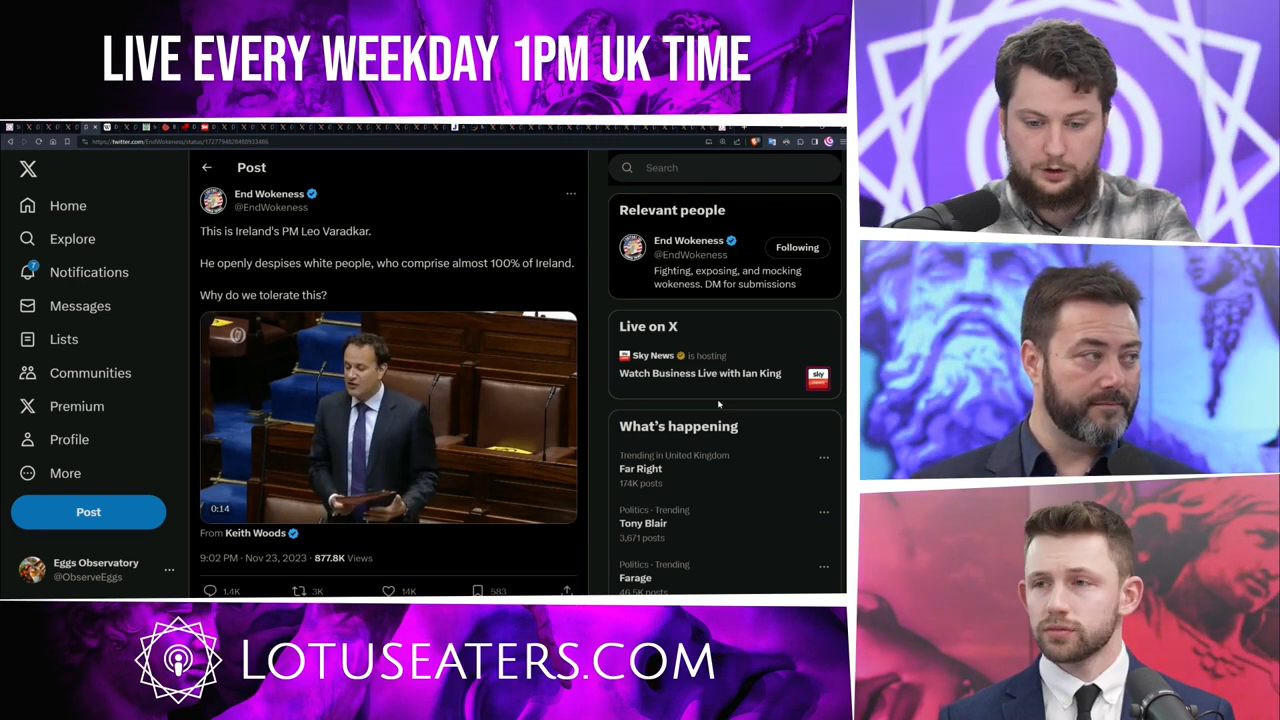 LIVE EVERY WEEKDAY 1PM UK TIME
Post
Search
End Wokeness
@EndWokeness
This is Ireland's PM Leo Varadkar.
He openly despises white people, who comprise almost 100% of Ireland.
Why do we tolerate this?
0:14
From Keith Woods
9:02 PM · Nov 23, 2023 · 877.8K Views
1.4K 3K 14K 583
Home
Explore
7
Notifications
Messages
Lists
Communities
Premium
Profile
More
Post
Eggs Observatory
@ObserveEggs
Relevant people
End Wokeness
@EndWokeness
Following
Fighting, exposing, and mocking
wokeness. DM for submissions
Live on X
Sky News is hosting
Watch Business Live with Ian King
sky
What's happening
Trending in United Kingdom
Far Right
174K posts
Politics · Trending
Tony Blair
3,671 posts
Politics · Trending
Farage
46.5K posts
LOTUSEATERS.COM